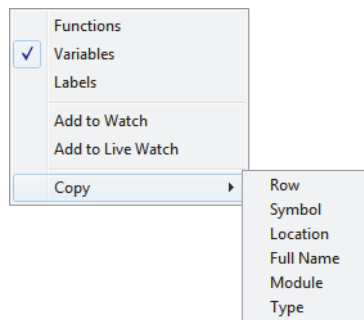 Functions
Variables
Labels
Add to Watch
Add to Live Watch
Copy
Row
Symbol
Location
Full Name
Module
Type